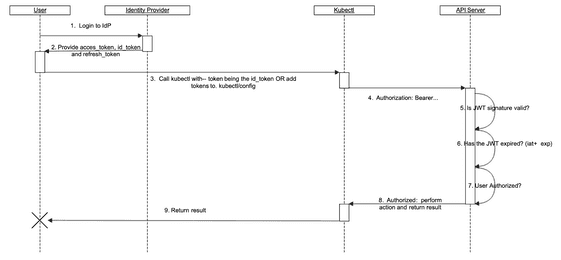 User
Identity Provider
Kubectl
API Server
1. Login to IdP
2. Provide acces_token, id_token,
and refresh_token
3. Call kubectl with-- token being the id_token OR add
tokens to. kubectl/config
4. Authorization: Bearer...
5. Is JWT signature valid?
6. Has the JWT expired? (iat+ exp)
7. User Authorized?
8. Authorized: perform
action and return result
9. Return result